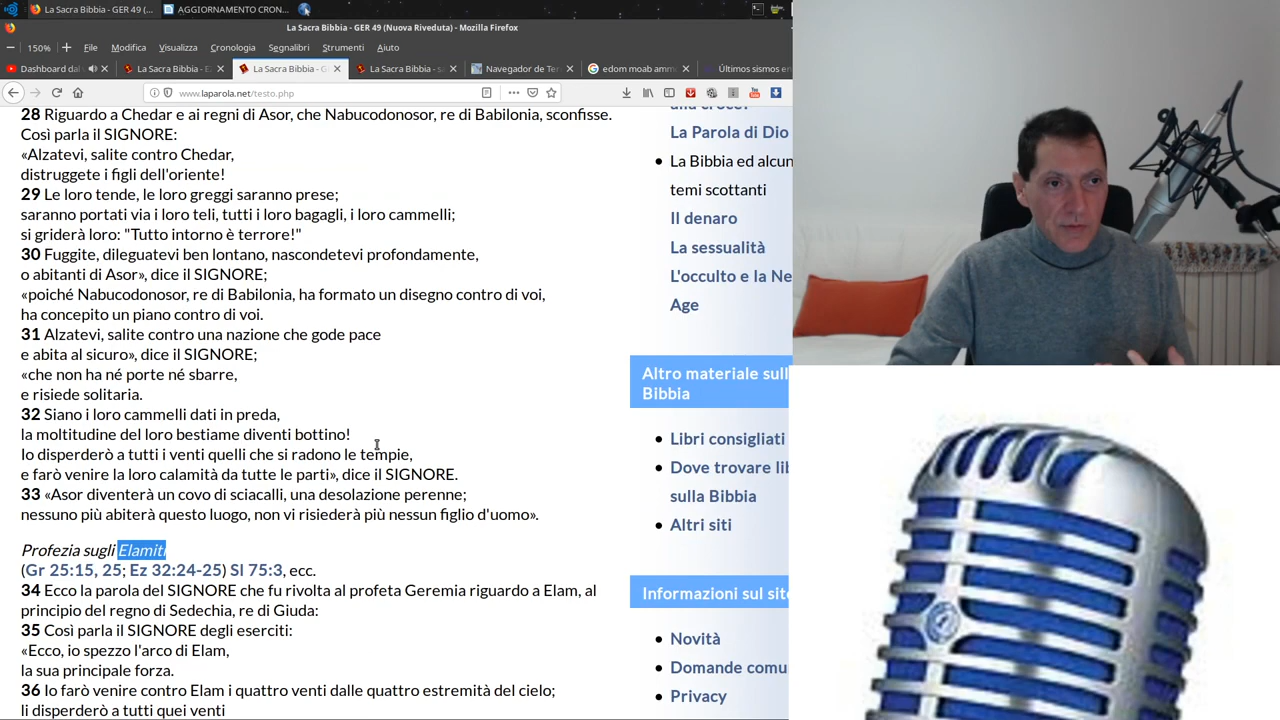 La Sacra Bibbia - GER 49 (…
AGGIORNAMENTO CRON…
La Sacra Bibbia - GER 49 (Nuova Riveduta) - Mozilla Firefox
150% File Modifica Visualizza Cronologia Segnalibri Strumenti Aiuto
Dashboard dal
La Sacra Bibbia - E
La Sacra Bibbia - G
La Sacra Bibbia - s
Navegador de Ter
edom moab amm
Últimos sismos e
www.laparola.net/testo.php
28 Riguardo a Chedar e ai regni di Asor, che Nabucodonosor, re di Babilonia, sconfisse.
Così parla il SIGNORE:
«Alzatevi, salite contro Chedar,
distruggete i figli dell'oriente!
29 Le loro tende, le loro greggi saranno prese;
saranno portati via i loro teli, tutti i loro bagagli, i loro cammelli;
si griderà loro: "Tutto intorno è terrore!"
30 Fuggite, dileguatevi ben lontano, nascondetevi profondamente,
o abitanti di Asor», dice il SIGNORE;
«poiché Nabucodonosor, re di Babilonia, ha formato un disegno contro di voi,
ha concepito un piano contro di voi.
31 Alzatevi, salite contro una nazione che gode pace
e abita al sicuro», dice il SIGNORE;
«che non ha né porte né sbarre,
e risiede solitaria.
32 Siano i loro cammelli dati in preda,
la moltitudine del loro bestiame diventi bottino!
Io disperderò a tutti i venti quelli che si radono le tempie,
e farò venire la loro calamità da tutte le parti», dice il SIGNORE.
33 «Asor diventerà un covo di sciacalli, una desolazione perenne;
nessuno più abiterà questo luogo, non vi risiederà più nessun figlio d'uomo».
Profezia sugli Elamiti
(Gr 25:15, 25; Ez 32:24-25) Sl 75:3, ecc.
34 Ecco la parola del SIGNORE che fu rivolta al profeta Geremia riguardo a Elam, al
principio del regno di Sedechia, re di Giuda:
35 Così parla il SIGNORE degli eserciti:
«Ecco, io spezzo l'arco di Elam,
la sua principale forza.
36 Io farò venire contro Elam i quattro venti dalle quattro estremità del cielo;
li disperderò a tutti quei venti
alla croce?
La Parola di Dio
La Bibbia ed alcun
temi scottanti
Il denaro
La sessualità
L'occulto e la Ne
Age
Altro materiale sull
Bibbia
Libri consigliati
Dove trovare lib
sulla Bibbia
Altri siti
Informazioni sul sito
Novità
Domande comu
Privacy